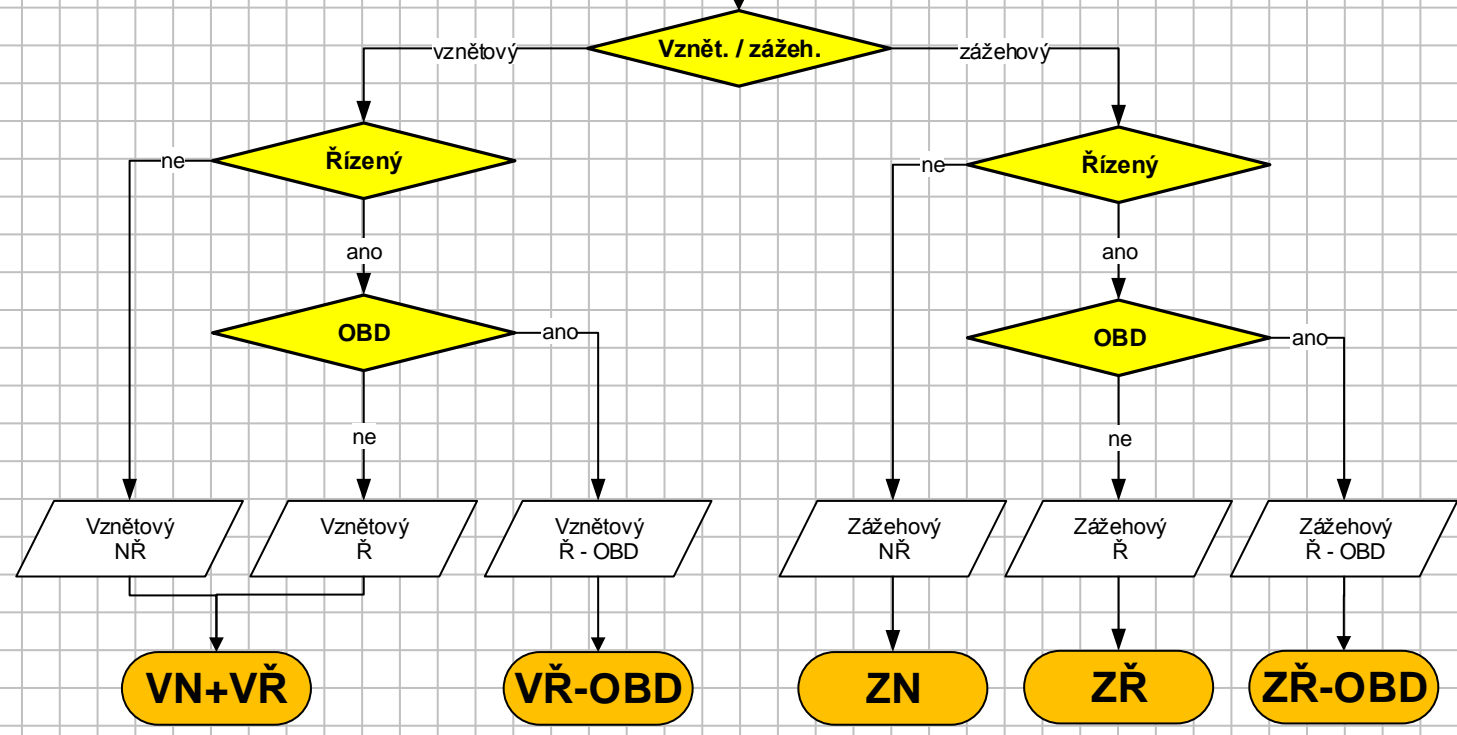 vznětový
Vznět. / zážeh.
zážehový
ne
Řízený
ne
Řízený
ano
ano
OBD
ano
OBD
ano
ne
ne
Vznětový
NŘ
Vznětový
Ř
Vznětový
Ř - OBD
Zážehový
NŘ
Zážehový
Ř
Zážehový
Ř - OBD
VN+VŘ
VŘ-OBD
ZN
ZŘ
ZŘ-OBD